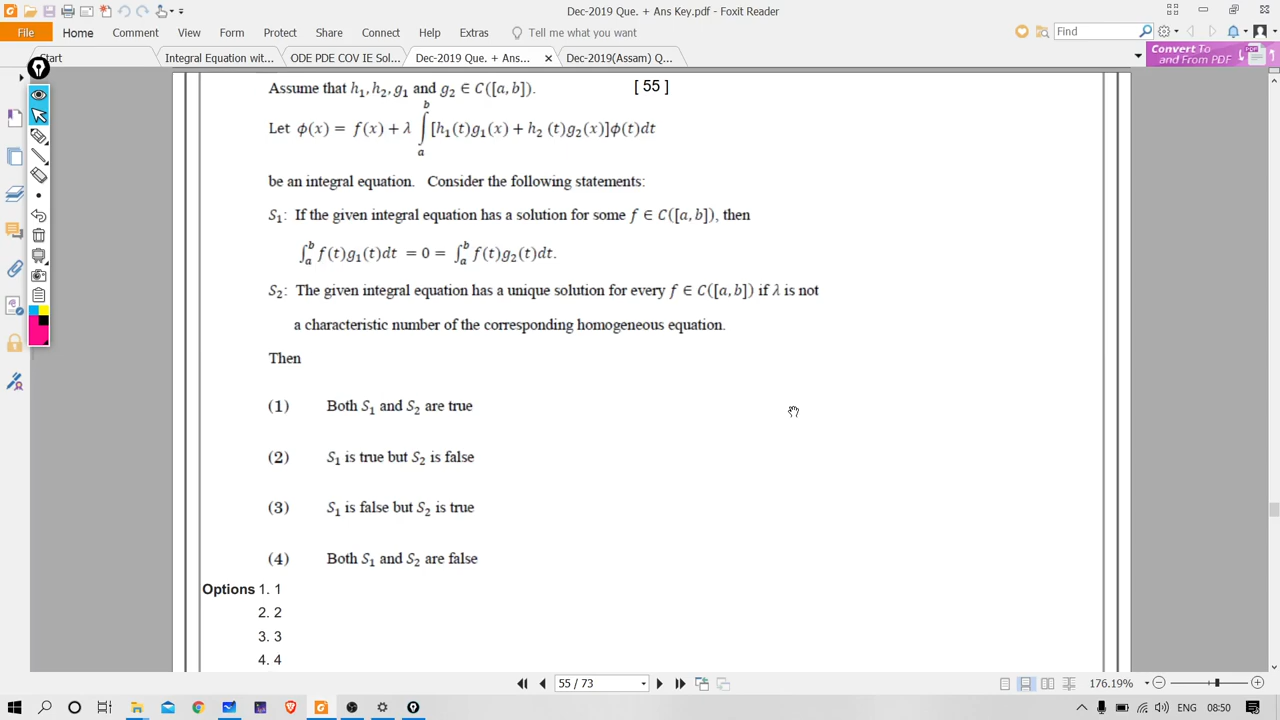 Dec-2019 Que. + Ans Key.pdf - Foxit Reader
File Home Comment View Form Protect Share Connect Help Extras Tell me what you want Find
Start Integral Equation wit... ODE PDE COV IE Sol... Dec-2019 Que. + Ans... Dec-2019(Assam) Q... Convert To and From PDF
Assume that h₁, h₂, g₁ and g₂ ∈ C([a, b]). [ 55 ]
Let ϕ(x) = f(x) + λ ∫ₐᵇ [h₁(t)g₁(x) + h₂ (t)g₂(x)]ϕ(t)dt
be an integral equation. Consider the following statements:
S₁: If the given integral equation has a solution for some f ∈ C([a, b]), then
∫ₐᵇ f(t)g₁(t)dt = 0 = ∫ₐᵇ f(t)g₂(t)dt.
S₂: The given integral equation has a unique solution for every f ∈ C([a, b]) if λ is not
a characteristic number of the corresponding homogeneous equation.
Then
(1) Both S₁ and S₂ are true
(2) S₁ is true but S₂ is false
(3) S₁ is false but S₂ is true
(4) Both S₁ and S₂ are false
Options 1. 1
2. 2
3. 3
4. 4
55 / 73 176.19%
ENG 08:50